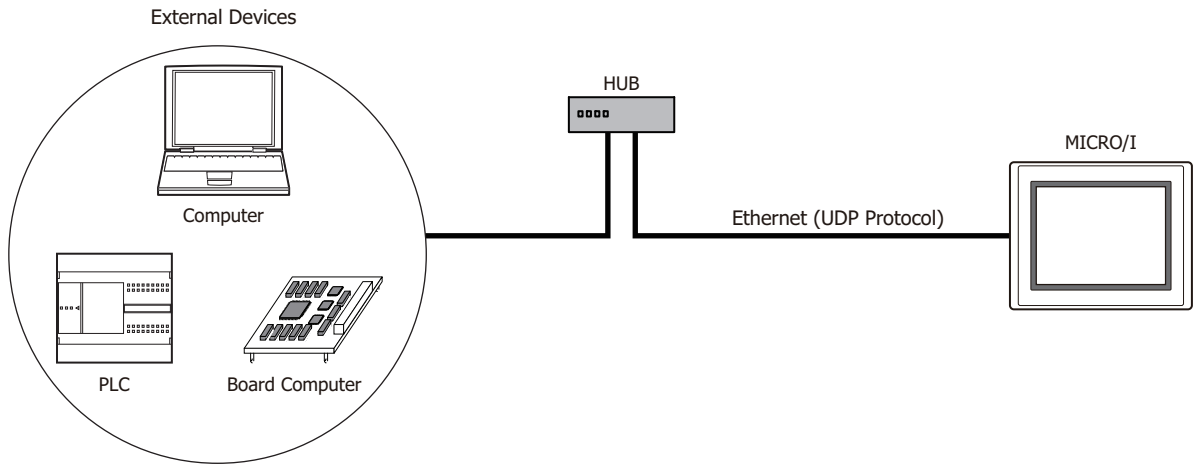 External Devices
HUB
MICRO/I
Computer
Ethernet (UDP Protocol)
PLC
Board Computer